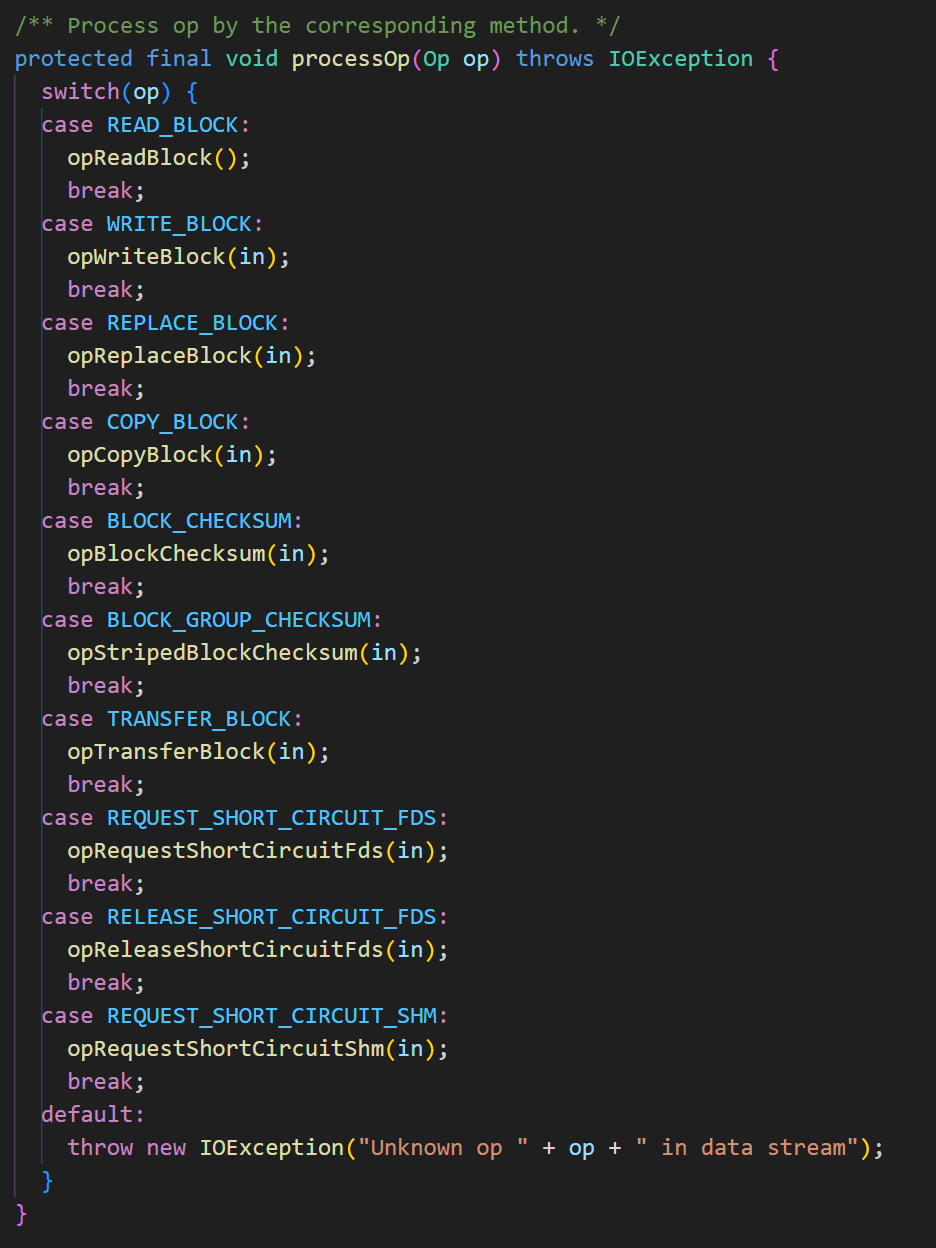 /** Process op by the corresponding method. */
protected final void processOp(Op op) throws IOException {
  switch(op) {
  case READ_BLOCK:
    opReadBlock();
    break;
  case WRITE_BLOCK:
    opWriteBlock(in);
    break;
  case REPLACE_BLOCK:
    opReplaceBlock(in);
    break;
  case COPY_BLOCK:
    opCopyBlock(in);
    break;
  case BLOCK_CHECKSUM:
    opBlockChecksum(in);
    break;
  case BLOCK_GROUP_CHECKSUM:
    opStripedBlockChecksum(in);
    break;
  case TRANSFER_BLOCK:
    opTransferBlock(in);
    break;
  case REQUEST_SHORT_CIRCUIT_FDS:
    opRequestShortCircuitFds(in);
    break;
  case RELEASE_SHORT_CIRCUIT_FDS:
    opReleaseShortCircuitFds(in);
    break;
  case REQUEST_SHORT_CIRCUIT_SHM:
    opRequestShortCircuitShm(in);
    break;
  default:
    throw new IOException("Unknown op " + op + " in data stream");
  }
}